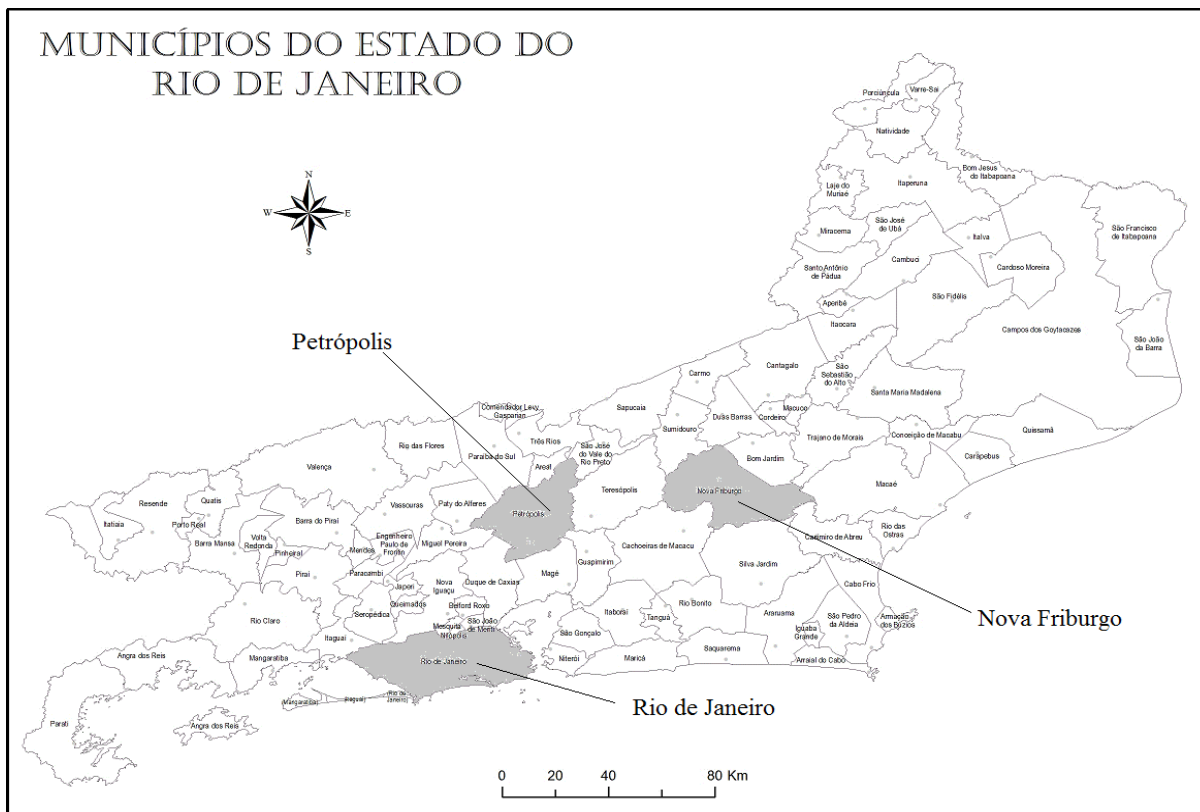 MUNICÍPIOS DO ESTADO DO
RIO DE JANEIRO
N
W
E
S
Porciúncula
Varre-Sai
Natividade
Bom Jesus
do Itabapoana
Itaperuna
Laje do
Muriaé
São Francisco
de Itabapoana
Miracema
São José
de Ubá
Italva
Cambuci
Cardoso Moreira
Santo Antônio
de Pádua
São Fidélis
Aperibé
Itaocara
Campos dos Goytacazes
São João
da Barra
Petrópolis
Cantagalo
São
Sebastião
do Alto
Carmo
Santa Maria Madalena
Comendador Levy
Gasparian
Sapucaia
Macuco
Duas Barras
Cordeiro
Sumidouro
Quissamã
Rio das Flores
Três Rios
São José
do Vale do
Rio Preto
Trajano de Morais
Conceição de Macabu
Carapebus
Paraíba do Sul
Areal
Bom Jardim
Valença
Teresópolis
Nova Friburgo
Macaé
Resende
Quatis
Vassouras
Paty do Alferes
Petrópolis
Itatiaia
Porto Real
Barra do Piraí
Rio das
Ostras
Barra Mansa
Volta
Redonda
Pinheiral
Mendes
Engenheiro
Paulo de
Frontin
Miguel Pereira
Cachoeiras de Macacu
Casimiro de Abreu
Guapimirim
Silva Jardim
Piraí
Paracambi
Japeri
Nova
Iguaçu
Duque de Caxias
Magé
Cabo Frio
Queimados
Seropédica
Belford Roxo
Itaboraí
Rio Bonito
Tanguá
Araruama
São Pedro
da Aldeia
Armação
dos Búzios
Nova Friburgo
Rio Claro
Itaguaí
Mesquita
São João
de Meriti
Nilópolis
São Gonçalo
Iguaba
Grande
Angra dos Reis
Mangaratiba
Rio de Janeiro
Niterói
Maricá
Saquarema
Arraial do Cabo
(Mangaratiba)
(Itaguaí)
(Rio de
Janeiro)
Rio de Janeiro
Parati
Angra dos Reis
0 20 40 80 Km